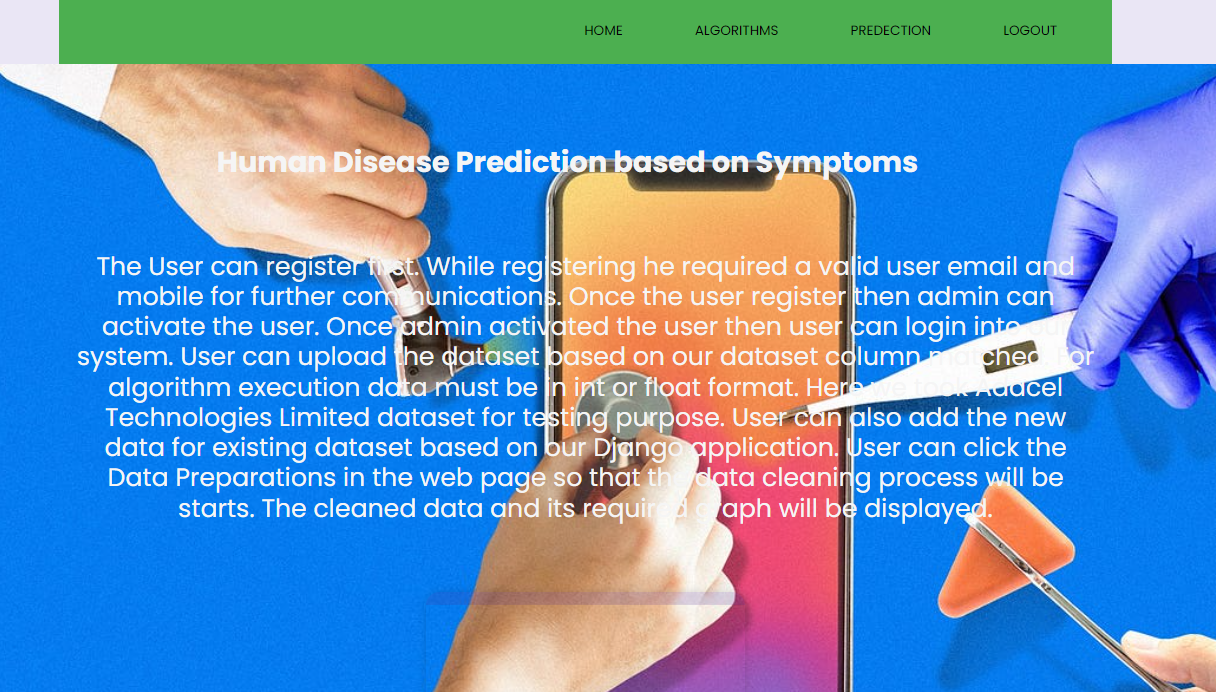 HOME ALGORITHMS PREDECTION LOGOUT
Human Disease Prediction based on Symptoms
The User can register first. While registering he required a valid user email and
mobile for further communications. Once the user register then admin can
activate the user. Once admin activated the user then user can login into our
system. User can upload the dataset based on our dataset column matched. For
algorithm execution data must be in int or float format. Here we took Adacel
Technologies Limited dataset for testing purpose. User can also add the new
data for existing dataset based on our Django application. User can click the
Data Preparations in the web page so that the data cleaning process will be
starts. The cleaned data and its required graph will be displayed.